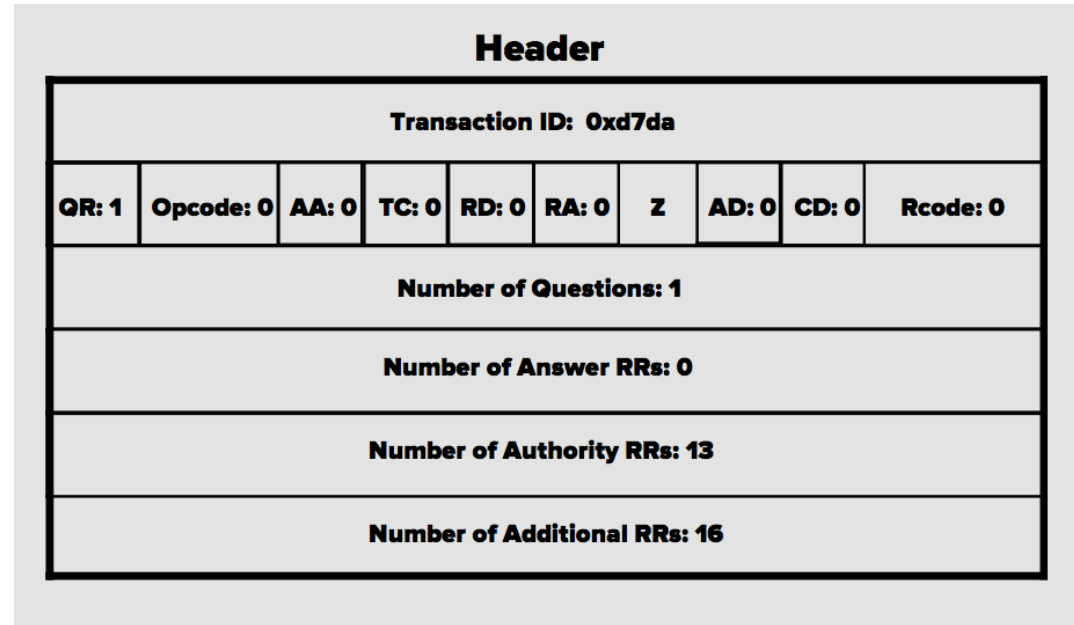 Header
Transaction ID: 0xd7da
QR: 1 Opcode: 0 AA: 0 TC: 0 RD: 0 RA: 0 Z AD: 0 CD: 0 Rcode: 0
Number of Questions: 1
Number of Answer RRs: 0
Number of Authority RRs: 13
Number of Additional RRs: 16